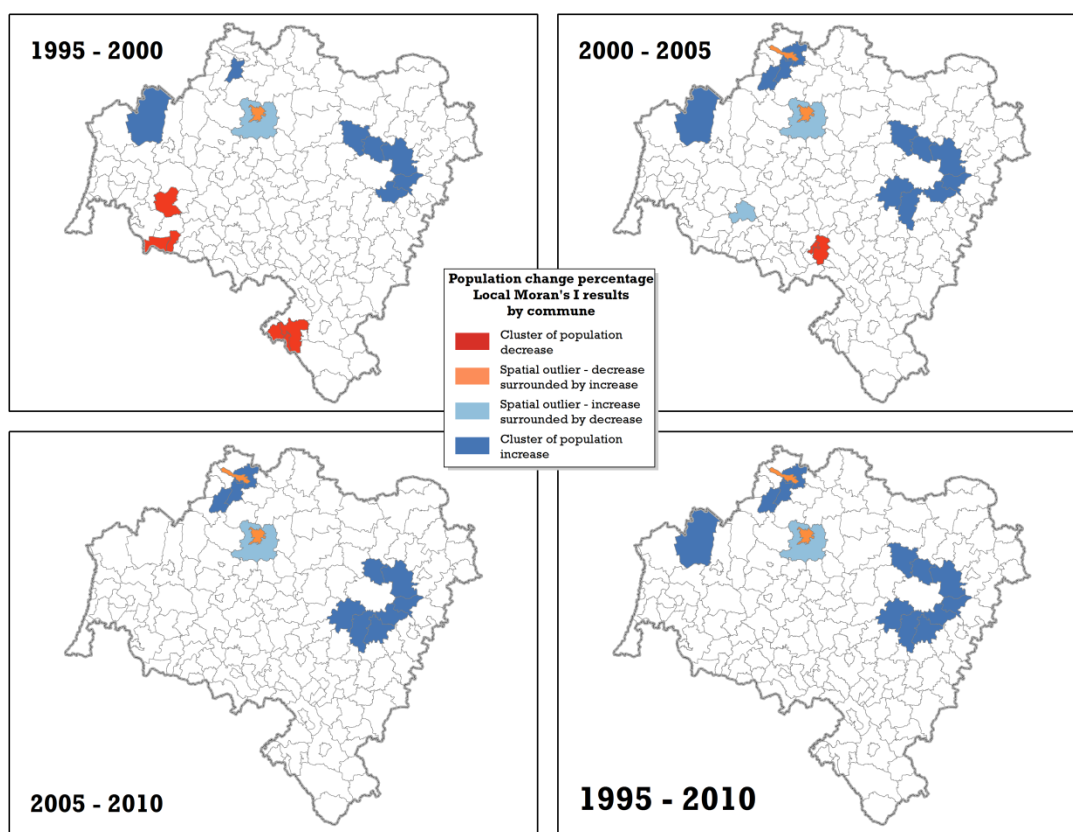 1995 - 2000
2000 - 2005
Population change percentage
Local Moran's I results
by commune
Cluster of population
decrease
Spatial outlier - decrease
surrounded by increase
Spatial outlier - increase
surrounded by decrease
Cluster of population
increase
2005 - 2010
1995 - 2010